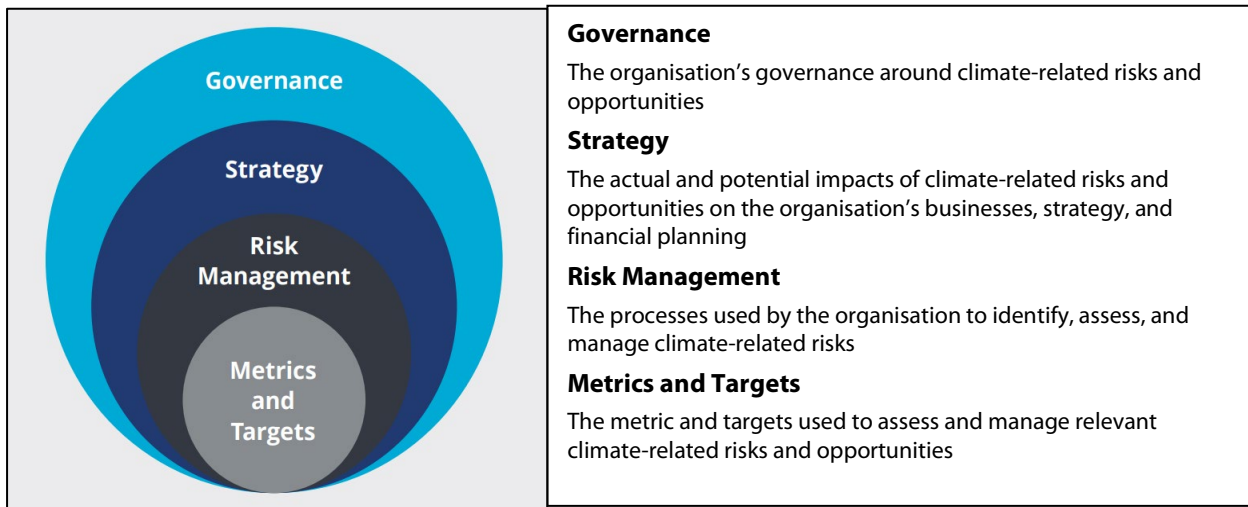 Governance
Strategy
Risk
Management
Metrics
and
Targets
Governance
The organisation's governance around climate-related risks and
opportunities
Strategy
The actual and potential impacts of climate-related risks and
opportunities on the organisation's businesses, strategy, and
financial planning
Risk Management
The processes used by the organisation to identify, assess, and
manage climate-related risks
Metrics and Targets
The metric and targets used to assess and manage relevant
climate-related risks and opportunities